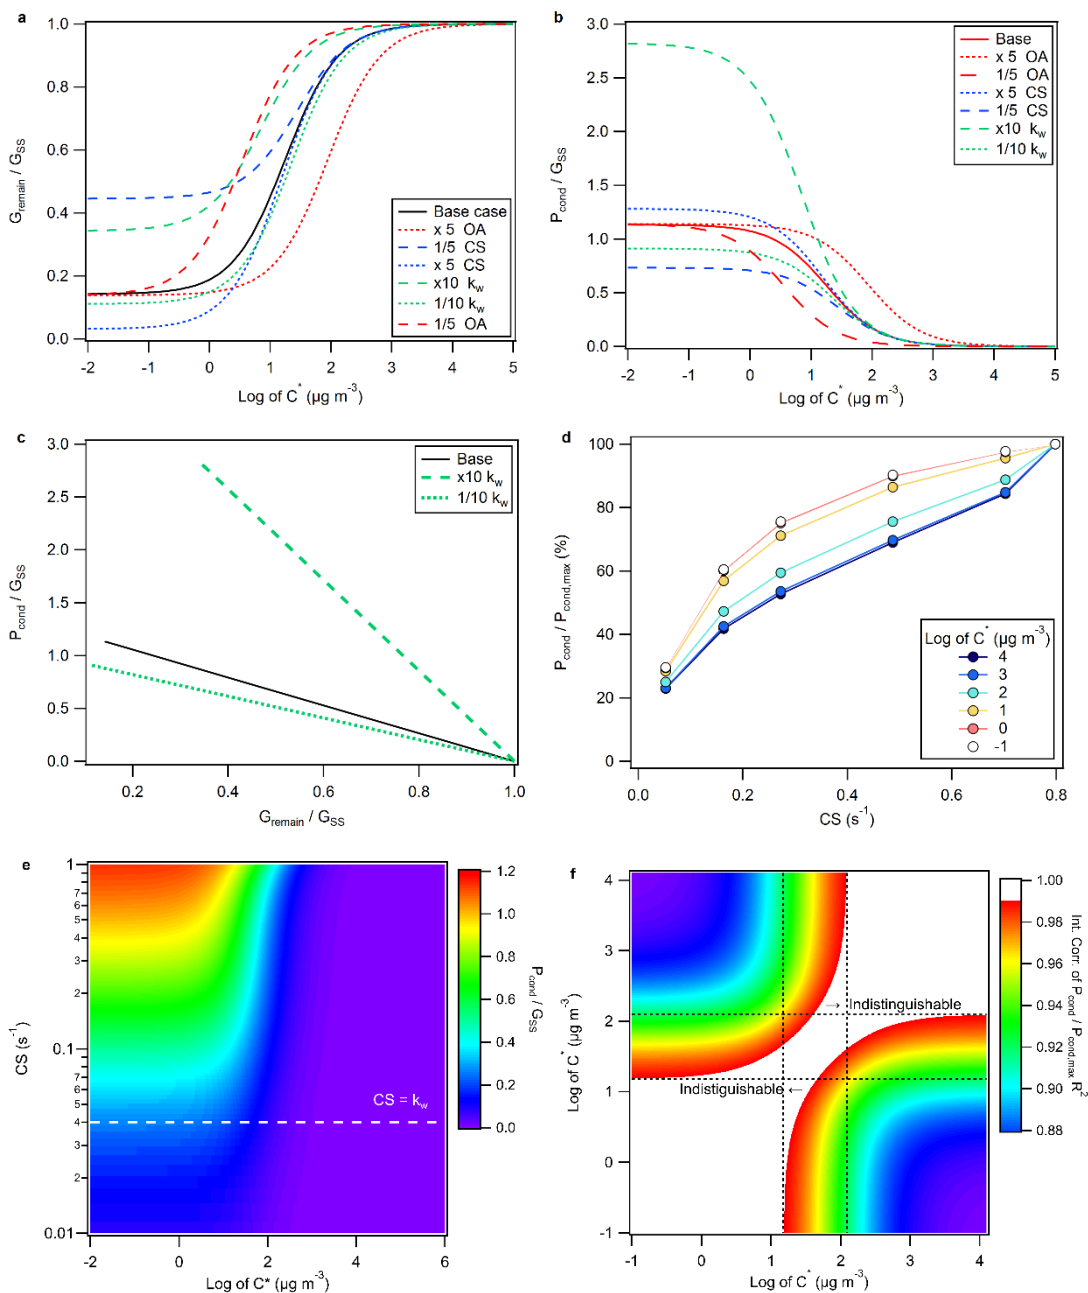 a
1.0
0.8
0.6
0.4
0.2
0.0
G_remain / G_SS
-2
-1
0
1
2
3
4
5
Log of C* (µg m⁻³)
Base case
x 5 OA
1/5 CS
x 5 CS
x10 k_w
1/10 k_w
1/5 OA
b
3.0
2.5
2.0
1.5
1.0
0.5
0.0
P_cond / G_SS
-2
-1
0
1
2
3
4
5
Log of C* (µg m⁻³)
Base
x 5 OA
1/5 OA
x 5 CS
1/5 CS
x10 k_w
1/10 k_w
c
3.0
2.5
2.0
1.5
1.0
0.5
0.0
P_cond / G_SS
0.2
0.4
0.6
0.8
1.0
G_remain / G_SS
Base
x10 k_w
1/10 k_w
d
100
80
60
40
20
0
P_cond / P_cond,max (%)
0.0
0.2
0.4
0.6
0.8
CS (s⁻¹)
Log of C* (µg m⁻³)
4
3
2
1
0
-1
e
1
7
6
5
4
3
2
0.1
7
6
5
4
3
2
0.01
CS (s⁻¹)
-2
0
2
4
6
Log of C* (µg m⁻³)
CS = k_w
1.2
1.0
0.8
0.6
0.4
0.2
0.0
P_cond / G_SS
f
4
3
2
1
0
-1
Log of C* (µg m⁻³)
-1
0
1
2
3
4
Log of C* (µg m⁻³)
→ Indistinguishable
Indistiguishable ←
1.00
0.98
0.96
0.94
0.92
0.90
0.88
Int. Corr. of P_cond / P_cond,max R²